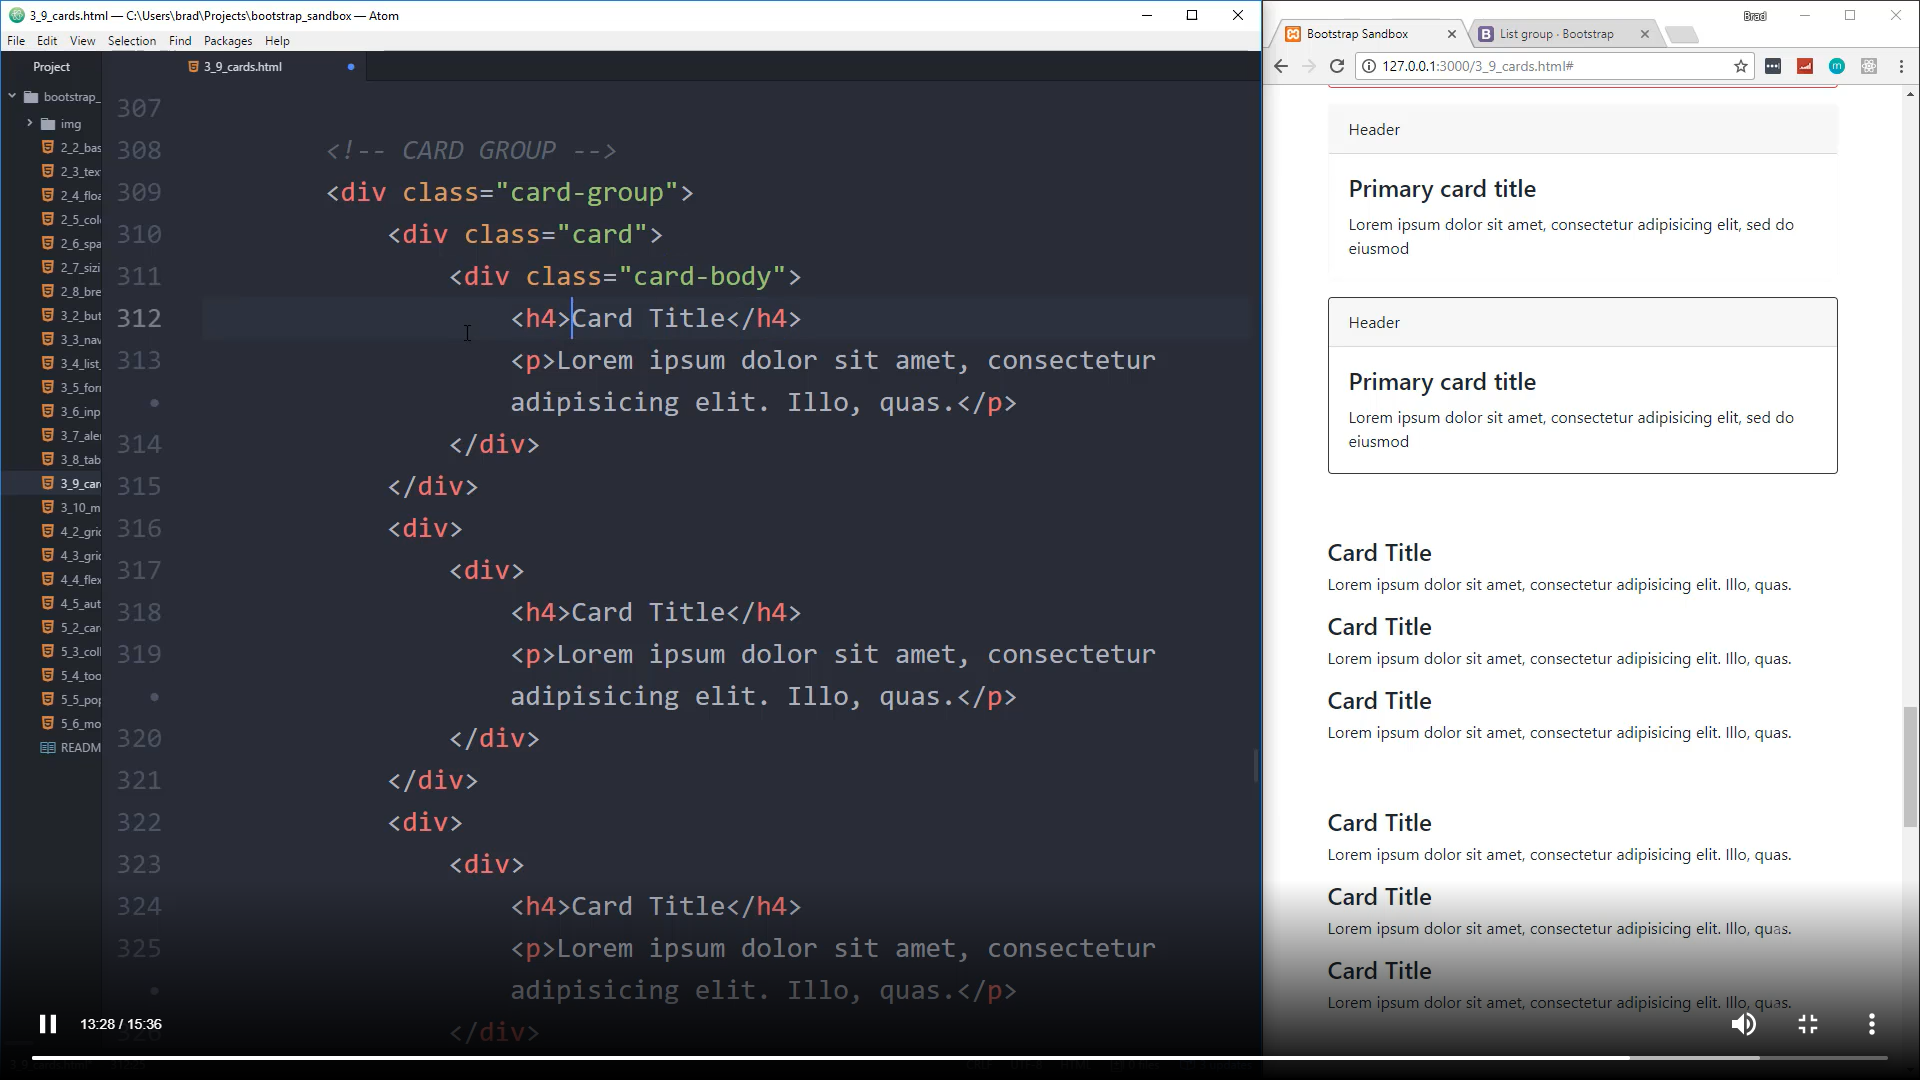 3_9_cards.html — C:\Users\brad\Projects\bootstrap_sandbox — Atom
File Edit View Selection Find Packages Help
Project
3_9_cards.html
bootstrap_
img
2_2_bas
2_3_tex
2_4_floa
2_5_colo
2_6_spa
2_7_sizi
2_8_bre
3_2_but
3_3_nav
3_4_list_
3_5_for
3_6_inp
3_7_aler
3_8_tab
3_9_car
3_10_m
4_2_gric
4_3_gric
4_4_flex
4_5_aut
5_2_car
5_3_coll
5_4_too
5_5_pop
5_6_mo
READM
307
308 <!-- CARD GROUP -->
309 <div class="card-group">
310 <div class="card">
311 <div class="card-body">
312 <h4>Card Title</h4>
313 <p>Lorem ipsum dolor sit amet, consectetur
adipisicing elit. Illo, quas.</p>
314 </div>
315 </div>
316 <div>
317 <div>
318 <h4>Card Title</h4>
319 <p>Lorem ipsum dolor sit amet, consectetur
adipisicing elit. Illo, quas.</p>
320 </div>
321 </div>
322 <div>
323 <div>
324 <h4>Card Title</h4>
325 <p>Lorem ipsum dolor sit amet, consectetur
adipisicing elit. Illo, quas.</p>
</div>
13:28 / 15:36
Brad
Bootstrap Sandbox
List group · Bootstrap
127.0.0.1:3000/3_9_cards.html#
Header
Primary card title
Lorem ipsum dolor sit amet, consectetur adipisicing elit, sed do
eiusmod
Header
Primary card title
Lorem ipsum dolor sit amet, consectetur adipisicing elit, sed do
eiusmod
Card Title
Lorem ipsum dolor sit amet, consectetur adipisicing elit. Illo, quas.
Card Title
Lorem ipsum dolor sit amet, consectetur adipisicing elit. Illo, quas.
Card Title
Lorem ipsum dolor sit amet, consectetur adipisicing elit. Illo, quas.
Card Title
Lorem ipsum dolor sit amet, consectetur adipisicing elit. Illo, quas.
Card Title
Lorem ipsum dolor sit amet, consectetur adipisicing elit. Illo, quas.
Card Title
Lorem ipsum dolor sit amet, consectetur adipisicing elit. Illo, quas.